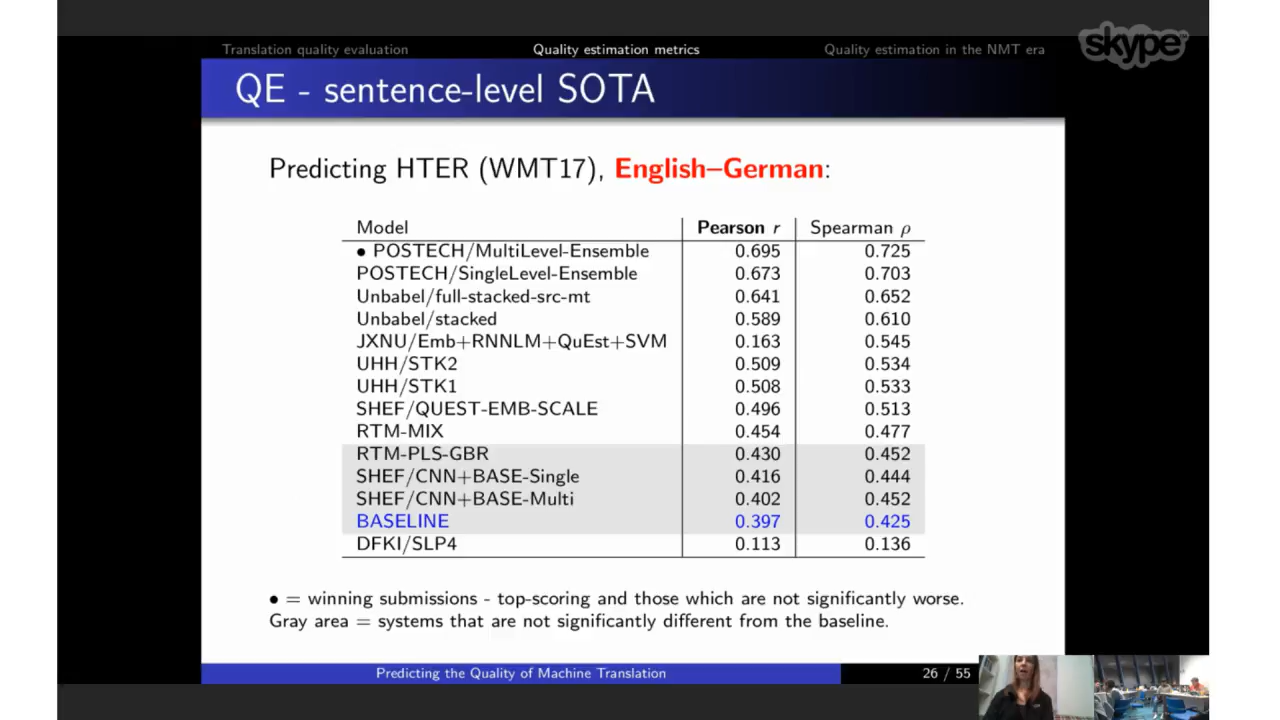 Translation quality evaluation Quality estimation metrics Quality estimation in the NMT era
skype™
QE - sentence-level SOTA
Predicting HTER (WMT17), English–German:
Model Pearson r Spearman ρ
• POSTECH/MultiLevel-Ensemble 0.695 0.725
POSTECH/SingleLevel-Ensemble 0.673 0.703
Unbabel/full-stacked-src-mt 0.641 0.652
Unbabel/stacked 0.589 0.610
JXNU/Emb+RNNLM+QuEst+SVM 0.163 0.545
UHH/STK2 0.509 0.534
UHH/STK1 0.508 0.533
SHEF/QUEST-EMB-SCALE 0.496 0.513
RTM-MIX 0.454 0.477
RTM-PLS-GBR 0.430 0.452
SHEF/CNN+BASE-Single 0.416 0.444
SHEF/CNN+BASE-Multi 0.402 0.452
BASELINE 0.397 0.425
DFKI/SLP4 0.113 0.136
• = winning submissions - top-scoring and those which are not significantly worse.
Gray area = systems that are not significantly different from the baseline.
Predicting the Quality of Machine Translation 26 / 55